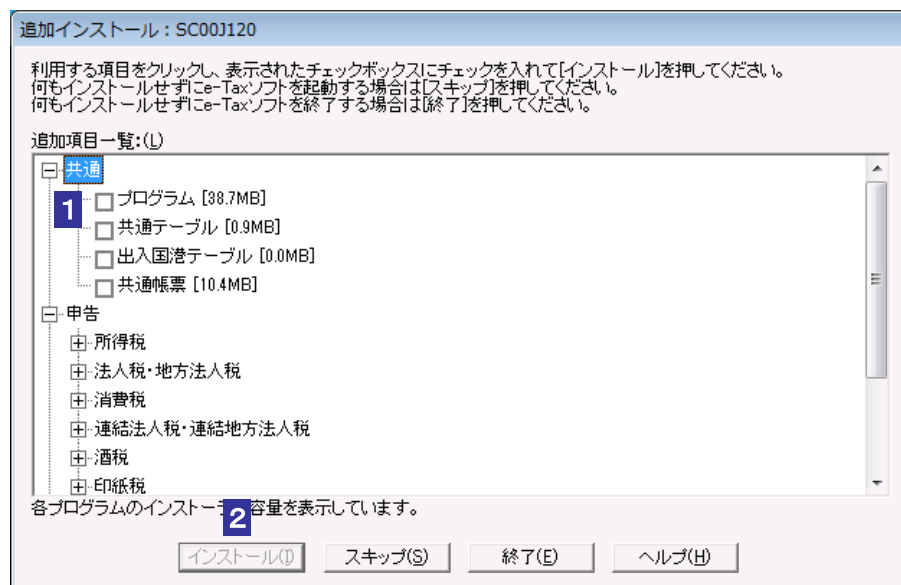 追加インストール：SC00J120
利用する項目をクリックし、表示されたチェックボックスにチェックを入れて[インストール]を押してください。
何もインストールせずにe-Taxソフトを起動する場合は[スキップ]を押してください。
何もインストールせずにe-Taxソフトを終了する場合は[終了]を押してください。
追加項目一覧:(L)
共通
1
プログラム [38.7MB]
共通テーブル [0.9MB]
出入国港テーブル [0.0MB]
共通帳票 [10.4MB]
申告
所得税
法人税・地方法人税
消費税
連結法人税・連結地方法人税
酒税
印紙税
各プログラムのインストー 容量を表示しています。
2
インストール(I) スキップ(S) 終了(E) ヘルプ(H)